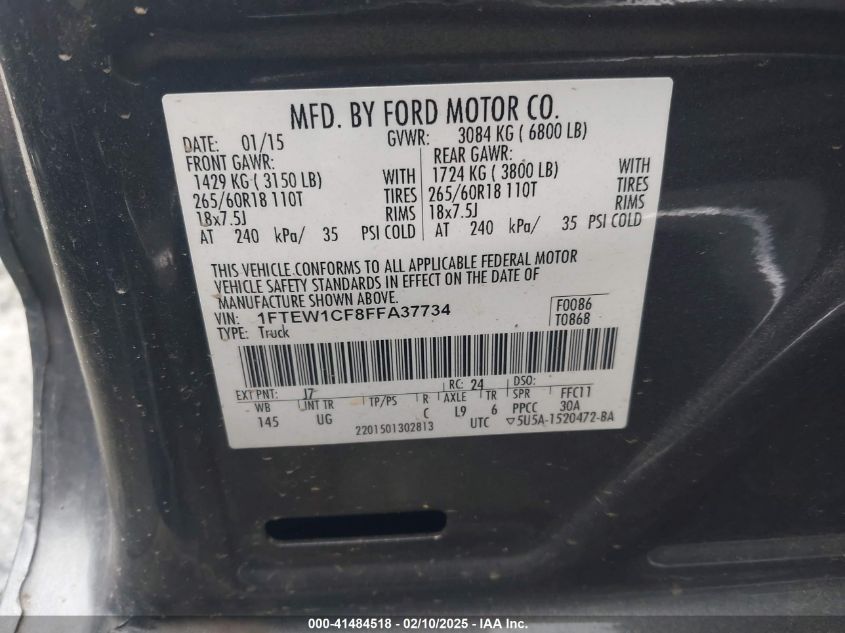 MFD. BY FORD MOTOR CO.
DATE: 01/15 GVWR: 3084 KG ( 6800 LB)
FRONT GAWR: REAR GAWR:
1429 KG ( 3150 LB) WITH 1724 KG ( 3800 LB) WITH
265/60R18 110T TIRES 265/60R18 110T TIRES
18x7.5J RIMS 18x7.5J RIMS
AT 240 kPa/ 35 PSI COLD AT 240 kPa/ 35 PSI COLD
THIS VEHICLE CONFORMS TO ALL APPLICABLE FEDERAL MOTOR
VEHICLE SAFETY STANDARDS IN EFFECT ON THE DATE OF
MANUFACTURE SHOWN ABOVE.
VIN: 1FTEW1CF8FFA37734 F0086
TYPE: Truck T0868
EXT PNT: J7 RC: 24 DSO: FFC11
WB INT TR TP/PS R AXLE TR SPR
145 UG C L9 6 PPCC 30A
2201501302813 UTC ▽5U5A-1520472-BA
000-41484518 - 02/10/2025 - IAA Inc.